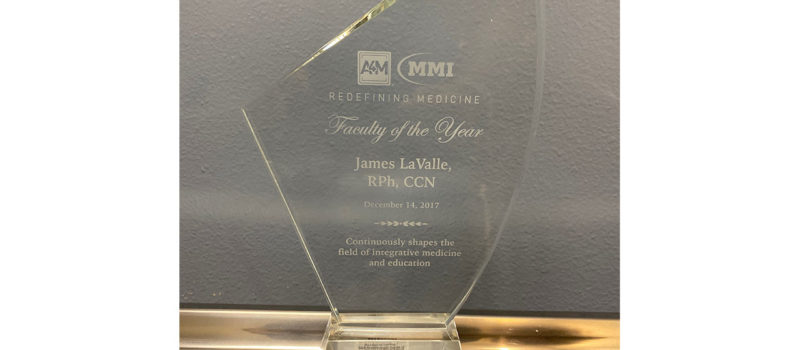 A4M MMI
REDEFINING MEDICINE
Faculty of the Year
James LaValle,
RPh, CCN
December 14, 2017
Continuously shapes the
field of integrative medicine
and education